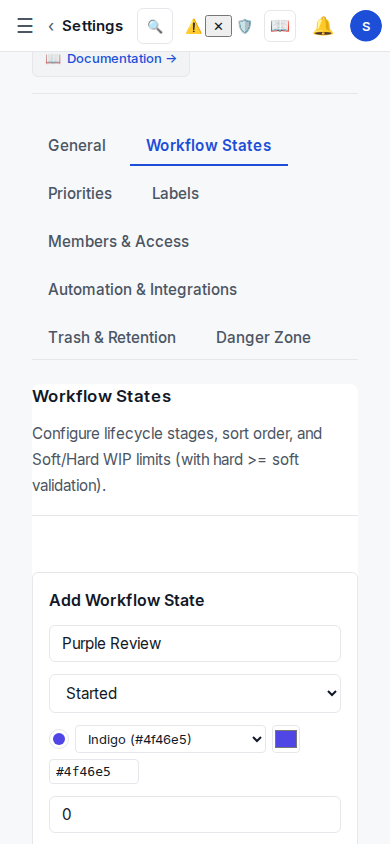 Settings
Documentation →
General Workflow States
Priorities Labels
Members & Access
Automation & Integrations
Trash & Retention Danger Zone
Workflow States
Configure lifecycle stages, sort order, and
Soft/Hard WIP limits (with hard >= soft
validation).
Add Workflow State
Purple Review
Started
Indigo (#4f46e5)
#4f46e5
0
S